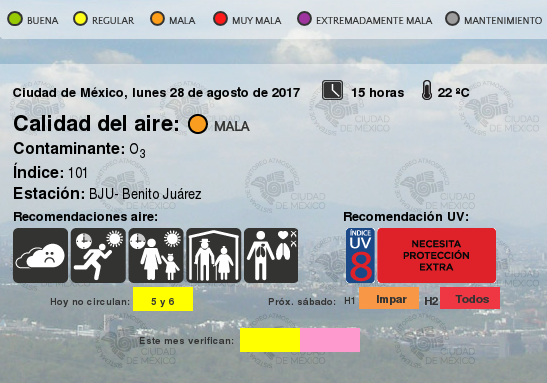 BUENA REGULAR MALA MUY MALA EXTREMADAMENTE MALA MANTENIMIENTO
Ciudad de México, lunes 28 de agosto de 2017 15 horas 22 ºC
Calidad del aire: MALA
Contaminante: O3
Índice: 101
Estación: BJU- Benito Juárez
Recomendaciones aire: Recomendación UV:
ÍNDICE
UV
8
NECESITA
PROTECCIÓN
EXTRA
Hoy no circulan: 5 y 6 Próx. sábado: H1 Impar H2 Todos
Este mes verifican:
CIUDAD
DE MÉXICO